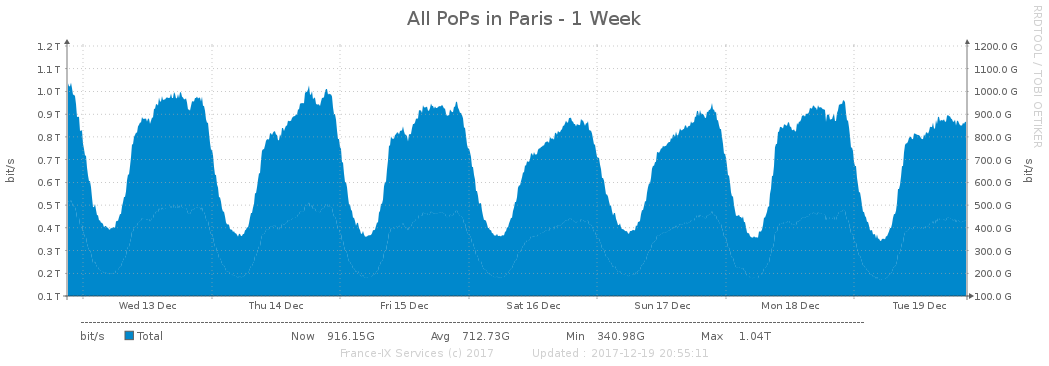 All PoPs in Paris - 1 Week
RRDTOOL / TOBI OETIKER
bit/s
1.2 T
1.1 T
1.0 T
0.9 T
0.8 T
0.7 T
0.6 T
0.5 T
0.4 T
0.3 T
0.2 T
0.1 T
1200.0 G
1100.0 G
1000.0 G
900.0 G
800.0 G
700.0 G
600.0 G
500.0 G
400.0 G
300.0 G
200.0 G
100.0 G
bit/s
Wed 13 Dec Thu 14 Dec Fri 15 Dec Sat 16 Dec Sun 17 Dec Mon 18 Dec Tue 19 Dec
bit/s Total Now 916.15G Avg 712.73G Min 340.98G Max 1.04T
France-IX Services (c) 2017 Updated : 2017-12-19 20:55:11